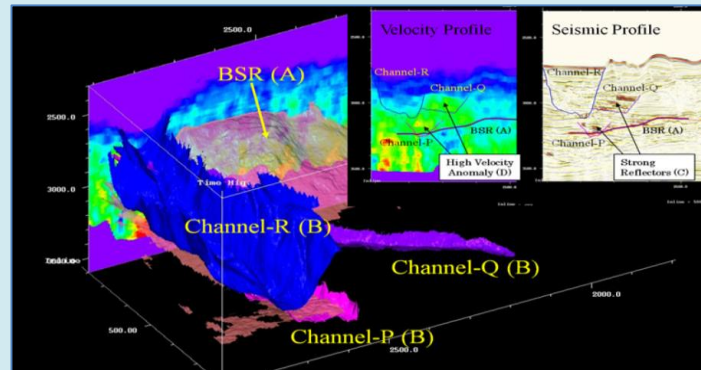 2500.0
BSR (A)
2500.0
3000.0
500.00
2500.0
2000.0
Channel-R (B)
Channel-Q (B)
Channel-P (B)
Velocity Profile
Channel-R
Channel-Q
BSR (A)
Channel-P
High Velocity
Anomaly (D)
Seismic Profile
Channel-R
Channel-Q
BSR (A)
Channel-P
Strong
Reflectors (C)